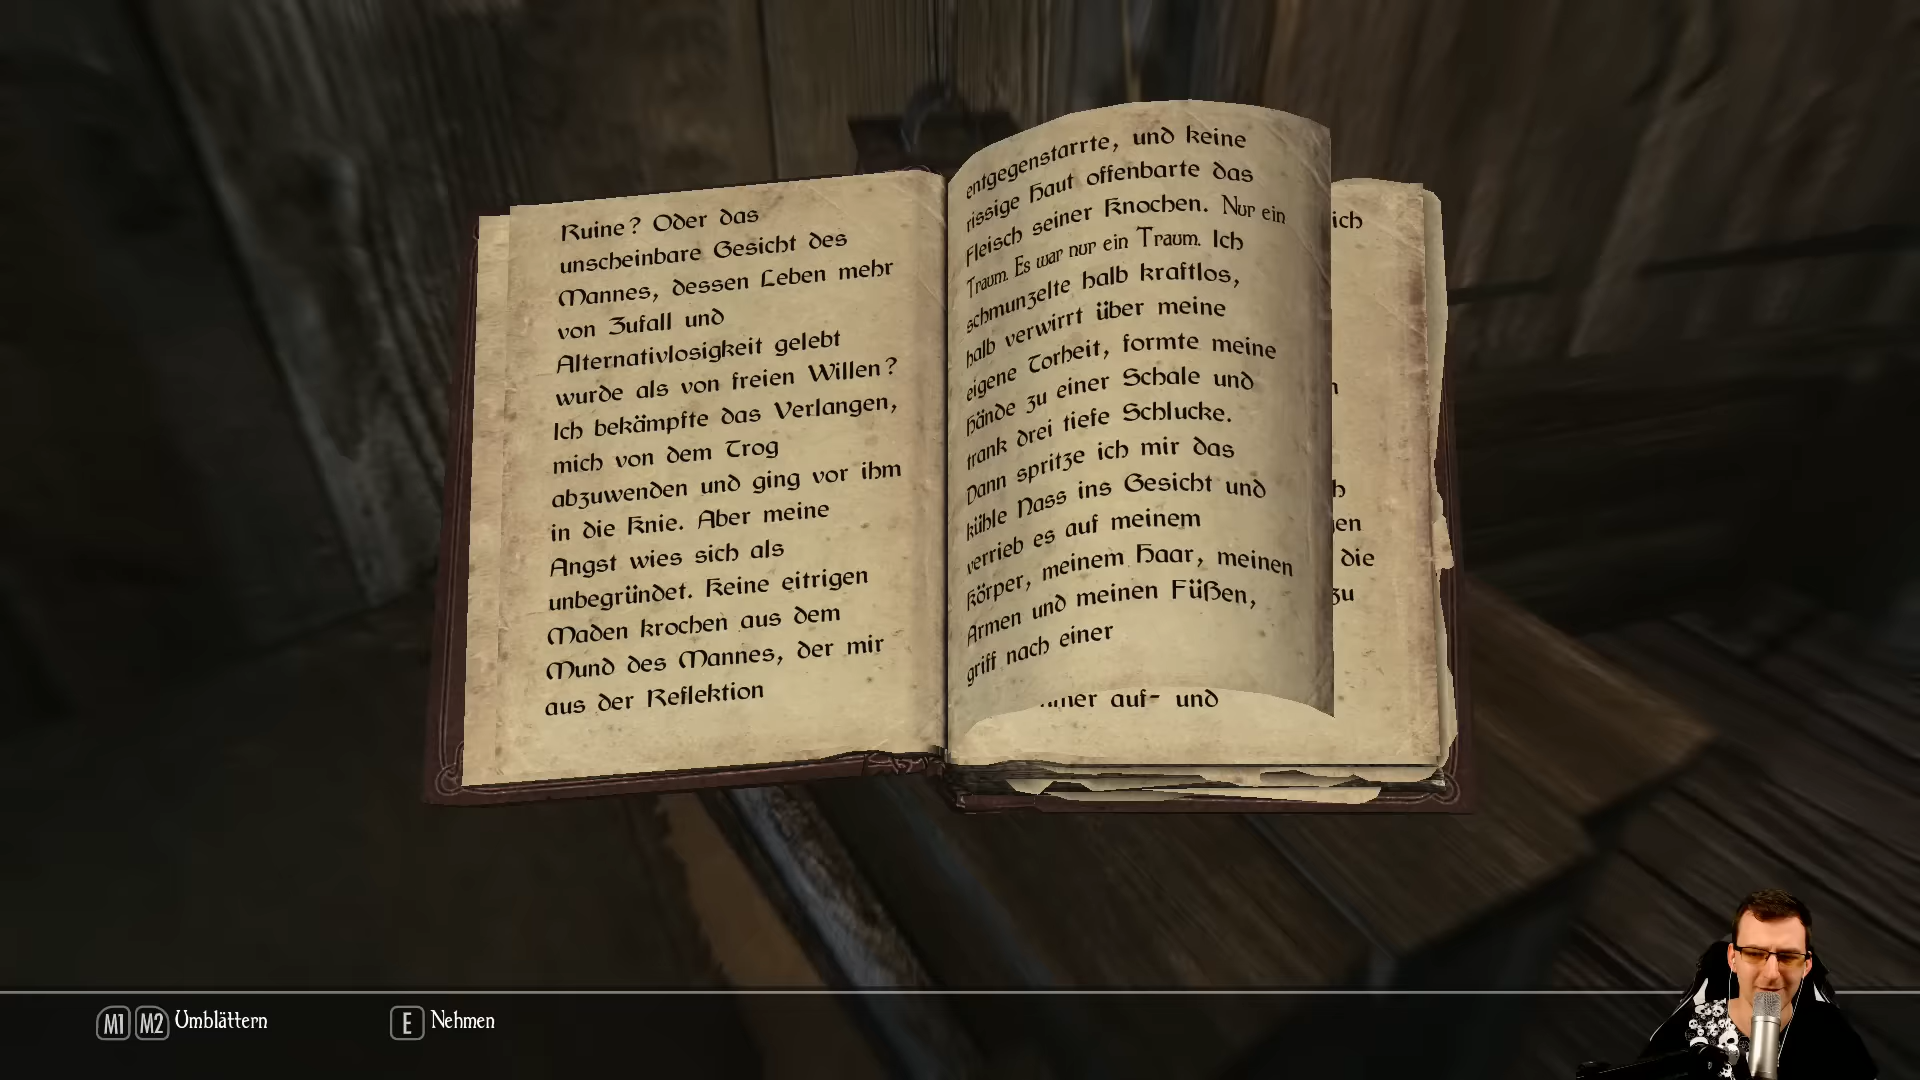 Ruine? Oder das
unscheinbare Gesicht des
Mannes, dessen Leben mehr
von Zufall und
Alternativlosigkeit gelebt
wurde als von freien Willen?
Ich bekämpfte das Verlangen,
mich von dem Trog
abzuwenden und ging vor ihm
in die Knie. Aber meine
Angst wies sich als
unbegründet. Keine eitrigen
Maden krochen aus dem
Mund des Mannes, der mir
aus der Reflektion
entgegenstarrte, und keine
rissige Haut offenbarte das
Fleisch seiner Knochen. Nur ein
Traum. Es war nur ein Traum. Ich
schmunzelte halb kraftlos,
halb verwirrt über meine
eigene Torheit, formte meine
Hände zu einer Schale und
trank drei tiefe Schlucke.
Dann spritze ich mir das
kühle Nass ins Gesicht und
verrieb es auf meinem
Körper, meinem Haar, meinen
Armen und meinen Füßen,
griff nach einer
auf- und
ich
die
zu
M1 M2 Umblättern
E Nehmen